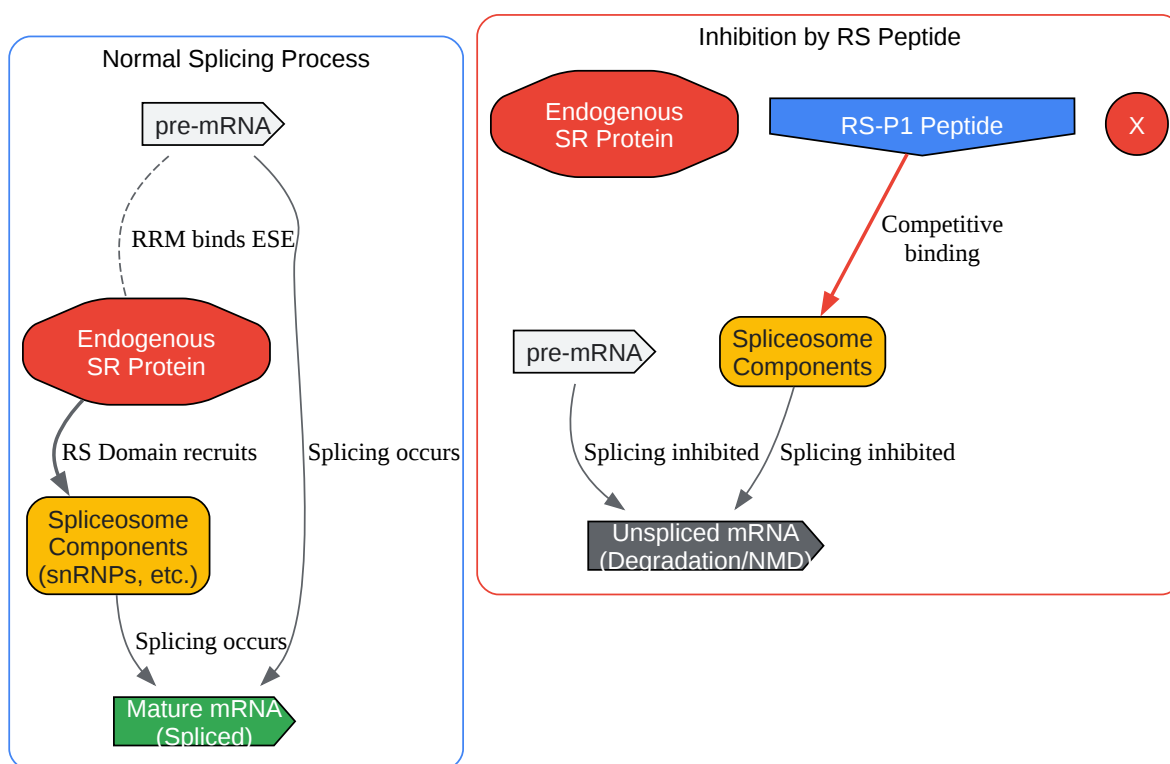 Normal Splicing Process
pre-mRNA
RRM binds ESE
Endogenous
SR Protein
RS Domain recruits
Splicing occurs
Spliceosome
Components
(snRNPs, etc.)
Splicing occurs
Mature mRNA
(Spliced)
Inhibition by RS Peptide
Endogenous
SR Protein
RS-P1 Peptide
X
Competitive
binding
pre-mRNA
Spliceosome
Components
Splicing inhibited
Splicing inhibited
Unspliced mRNA
(Degradation/NMD)